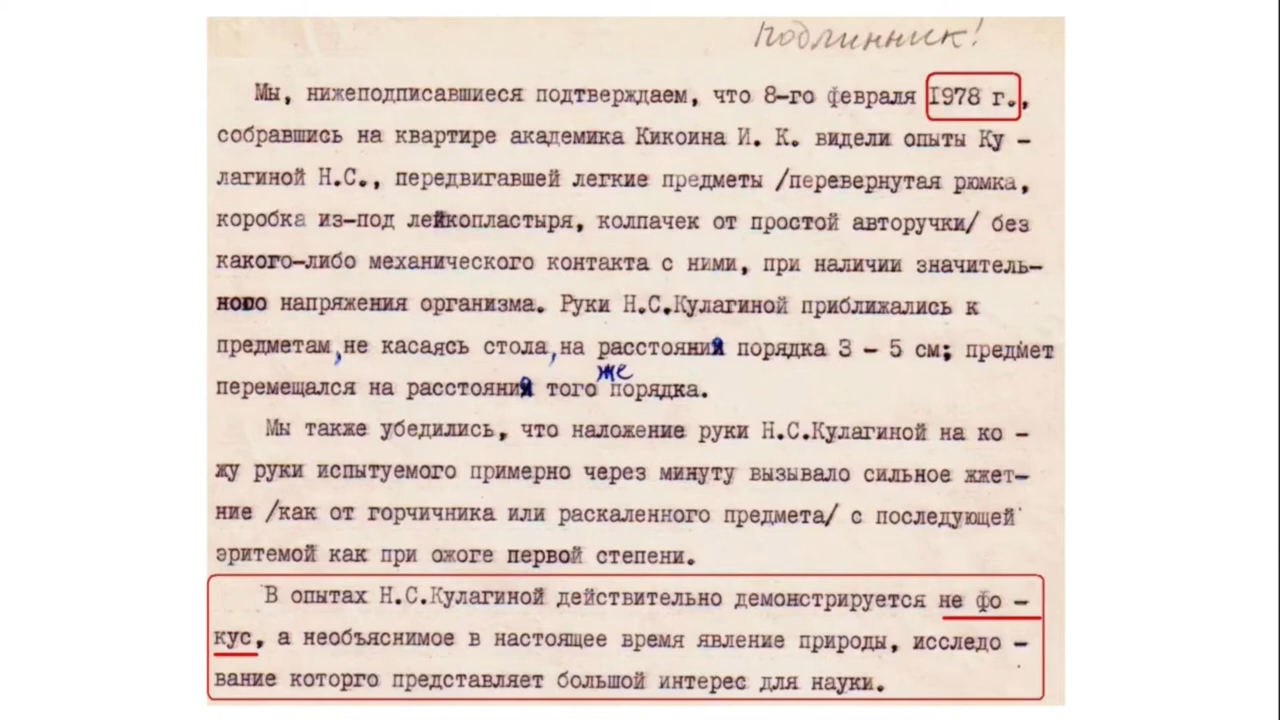 Подлинник!
Мы, нижеподписавшиеся подтверждаем, что 8-го февраля 1978 г.,
собравшись на квартире академика Кикоина И. К. видели опыты Ку -
лагиной Н.С., передвигавшей легкие предметы /перевернутая рюмка,
коробка из-под лейкопластыря, колпачек от простой авторучки/ без
какого-либо механического контакта с ними, при наличии значитель-
ного напряжения организма. Руки Н.С.Кулагиной приближались к
предметам, не касаясь стола, на расстоянии порядка 3 - 5 см; предмет
перемещался на расстояния того же порядка.
Мы также убедились, что наложение руки Н.С.Кулагиной на ко -
жу руки испытуемого примерно через минуту вызывало сильное жжет-
ние /как от горчичника или раскаленного предмета/ с последующей
эритемой как при ожоге первой степени.
В опытах Н.С.Кулагиной действительно демонстрируется не фо -
кус, а необъяснимое в настоящее время явление природы, исследо -
вание которго представляет большой интерес для науки.